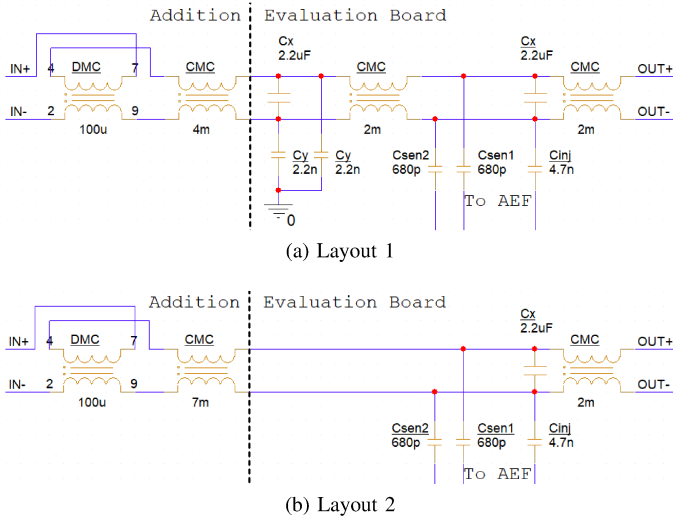 Addition Evaluation Board
Cx
2.2uF
Cx
2.2uF
IN+ 4 DMC 7 CMC CMC CMC OUT+
IN- 2 9 OUT-
100u 4m 2m 2m
Cy
2.2n
Cy
2.2n
Csen2
680p
Csen1
680p
Cinj
4.7n
To AEF
0
(a) Layout 1
Addition Evaluation Board
Cx
2.2uF
IN+ 4 DMC 7 CMC CMC OUT+
IN- 2 9 OUT-
100u 7m 2m
Csen2
680p
Csen1
680p
Cinj
4.7n
To AEF
(b) Layout 2